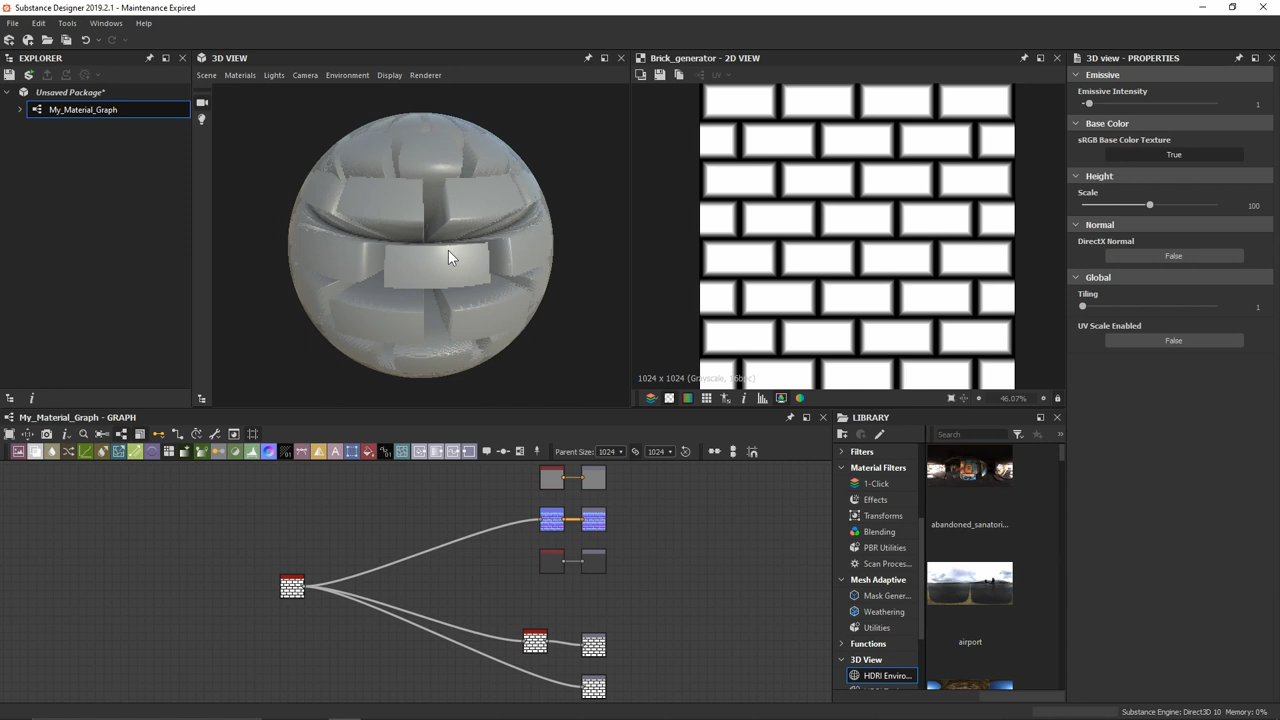 Substance Designer 2019.2.1 - Maintenance Expired
File Edit Tools Windows Help
EXPLORER
Unsaved Package*
My_Material_Graph
3D VIEW
Scene Materials Lights Camera Environment Display Renderer
Brick_generator - 2D VIEW
UV
1024 x 1024 (Grayscale, 16bpc)
46.07%
3D view - PROPERTIES
Emissive
Emissive Intensity
1
Base Color
sRGB Base Color Texture
True
Height
Scale
100
Normal
DirectX Normal
False
Global
Tiling
1
UV Scale Enabled
False
My_Material_Graph - GRAPH
Parent Size: 1024 1024
LIBRARY
Search
Filters
Material Filters
1-Click
Effects
Transforms
Blending
PBR Utilities
Scan Proces...
Mesh Adaptive
Mask Gener...
Weathering
Utilities
Functions
3D View
HDRI Enviro...
abandoned_sanatori...
airport
Substance Engine: Direct3D 10 Memory: 0%